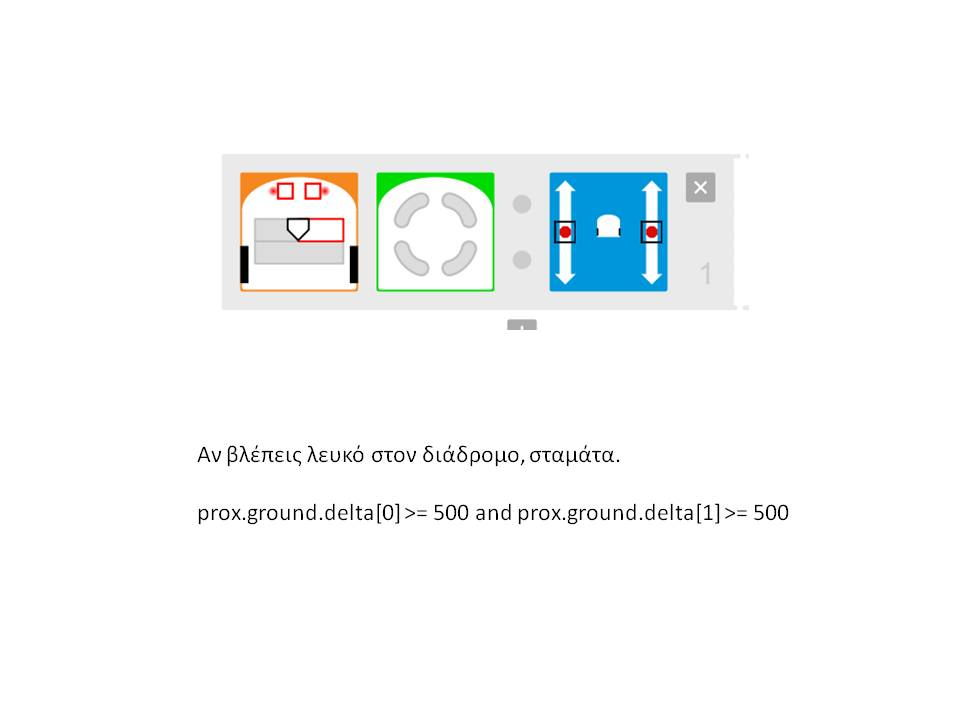 1
Αν βλέπεις λευκό στον διάδρομο, σταμάτα.
prox.ground.delta[0] >= 500 and prox.ground.delta[1] >= 500